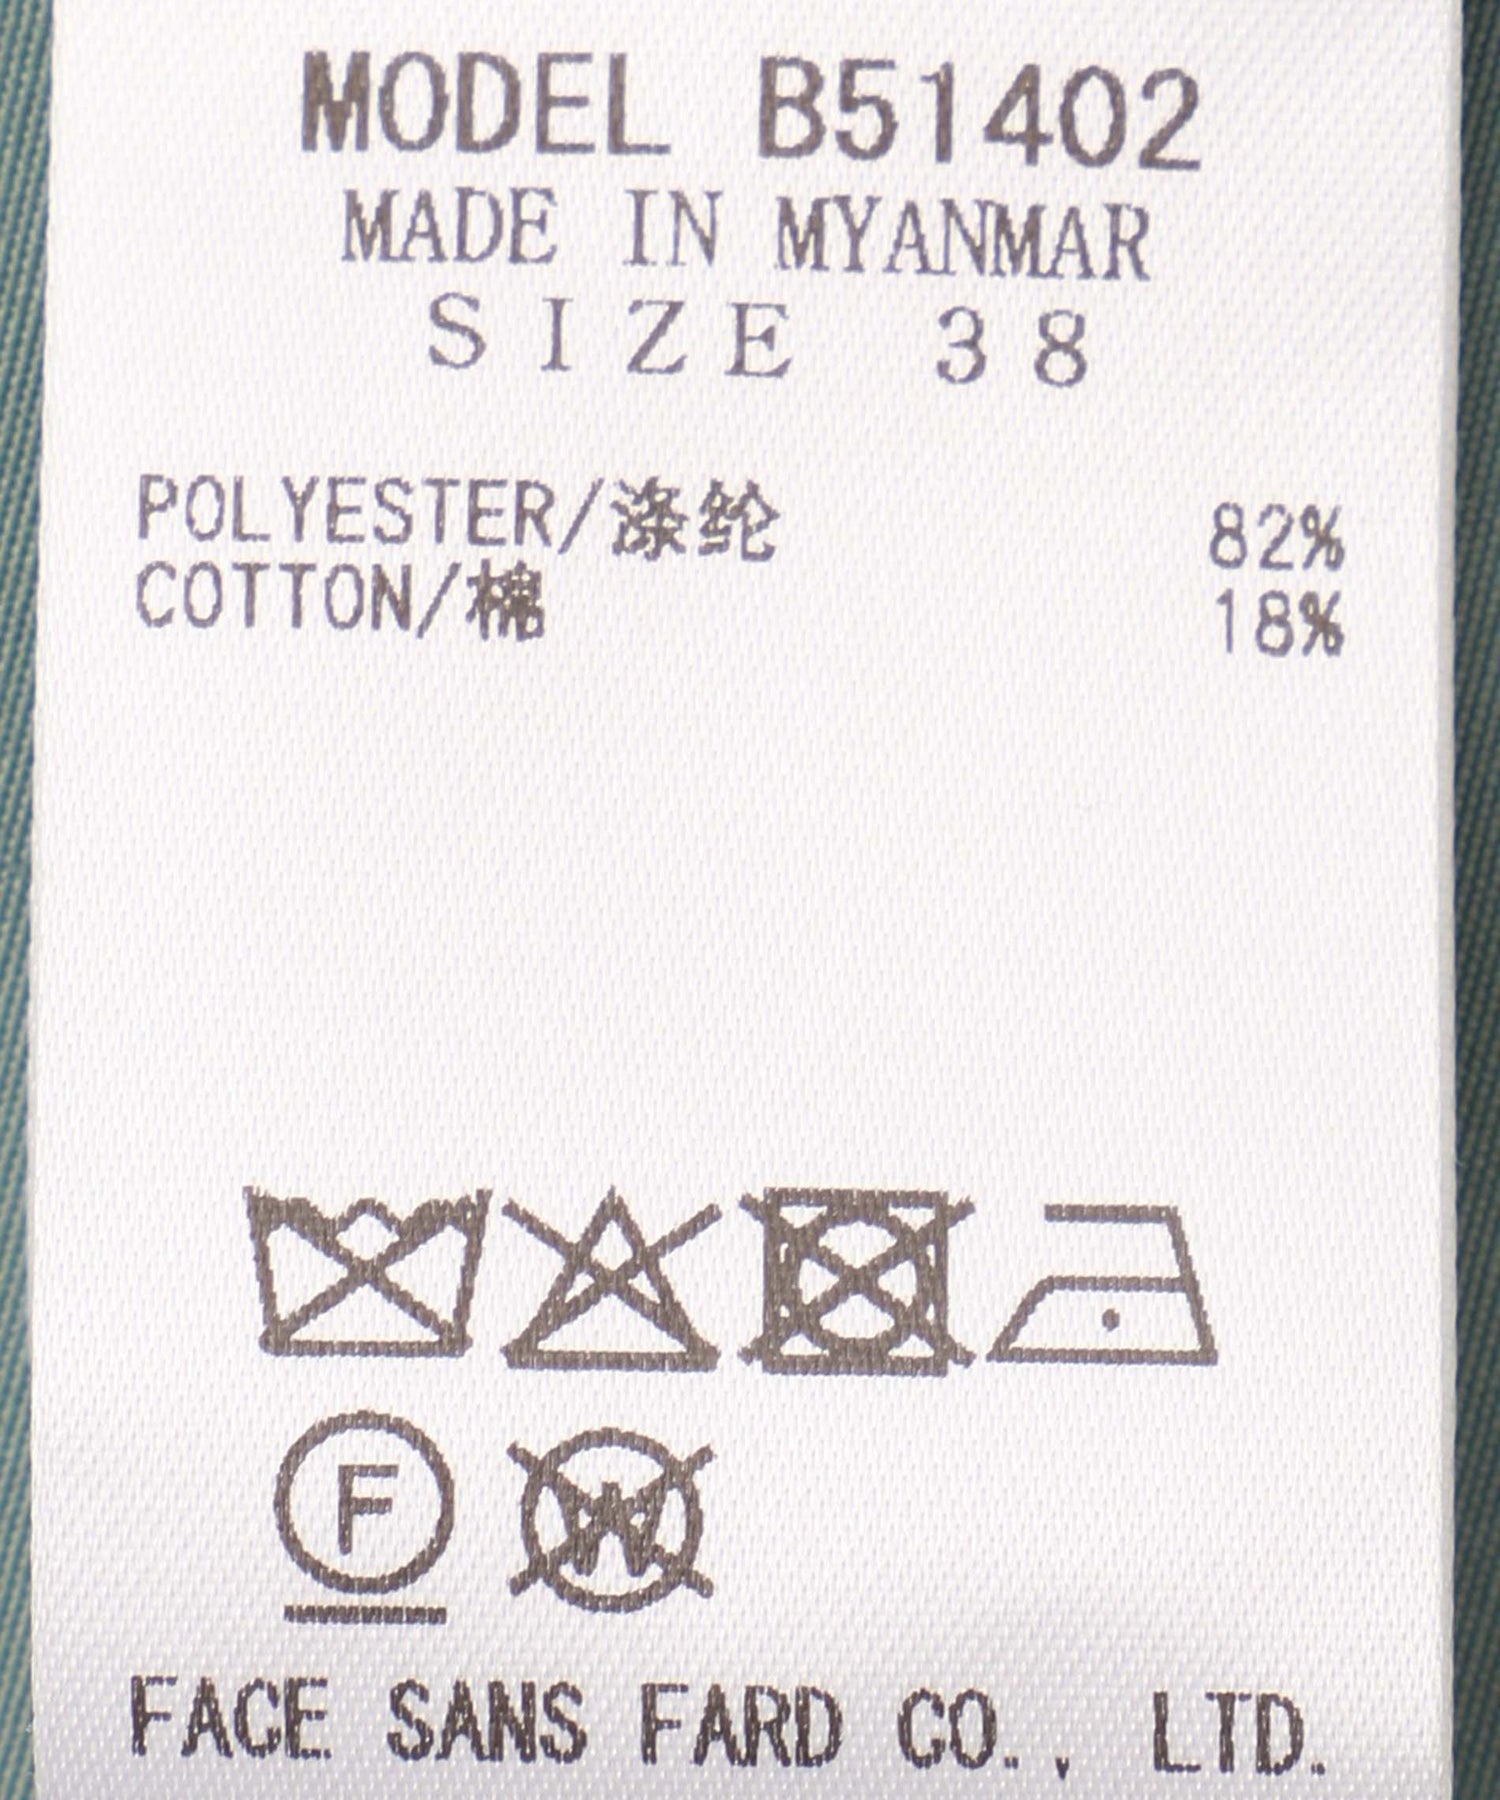 MODEL B51402
MADE IN MYANMAR
SIZE 38
POLYESTER/涤纶 82%
COTTON/棉 18%
F
W
FACE SANS FARD CO., LTD.